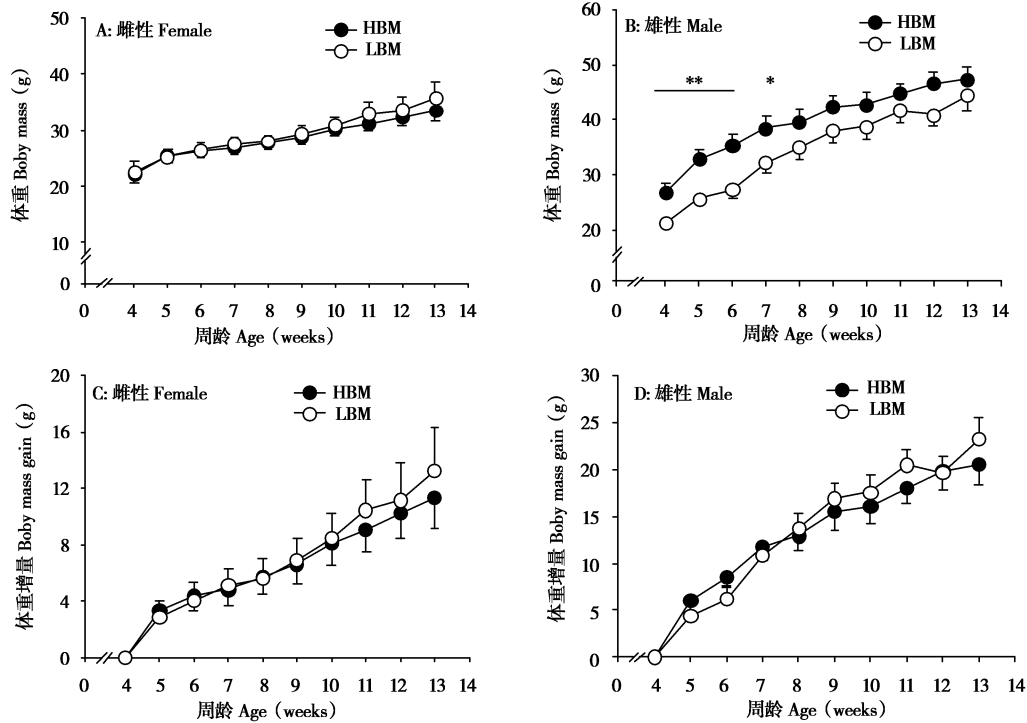 A: 雌性 Female
HBM
LBM
体重 Boby mass (g)
50
40
30
20
10
0
0 4 5 6 7 8 9 10 11 12 13 14
周龄 Age (weeks)
B: 雄性 Male
HBM
LBM
** *
体重 Boby mass (g)
60
50
40
30
20
0
0 4 5 6 7 8 9 10 11 12 13 14
周龄 Age (weeks)
C: 雌性 Female
HBM
LBM
体重增量 Boby mass gain (g)
20
16
12
8
4
0
0 4 5 6 7 8 9 10 11 12 13 14
周龄 Age (weeks)
D: 雄性 Male
HBM
LBM
体重增量 Boby mass gain (g)
30
25
20
15
10
5
0
0 4 5 6 7 8 9 10 11 12 13 14
周龄 Age (weeks)